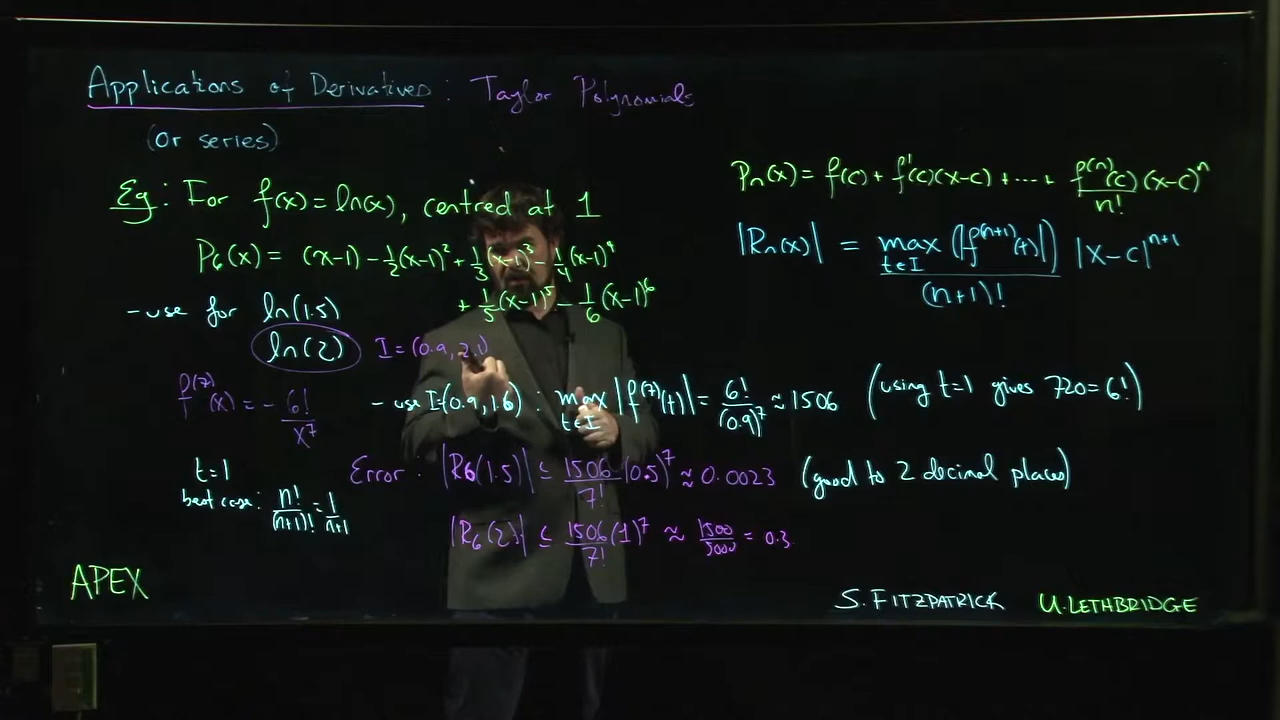 Applications of Derivatives : Taylor Polynomials
(Or series)
Eg : For f(x) = ln(x), centred at 1
P₆(x) = (x-1) - ½(x-1)² + ⅓(x-1)³ - ¼(x-1)⁴
+ ⅕(x-1)⁵ - ⅙(x-1)⁶
- use for ln(1.5)
ln(2) I = (0.9, 2.1)
f⁽⁷⁾(x) = - 6!/x⁷
- use I=(0.9, 1.6) : max t∈I |f⁽⁷⁾(t)| = 6!/(0.9)⁷ ≈ 1506 (using t=1 gives 720 = 6!)
t=1
best case: n!/(n+1)! = 1/n+1
Error : |R₆(1.5)| ≤ 1506/7! (0.5)⁷ ≈ 0.0023 (good to 2 decimal places)
|R₆(2)| ≤ 1506/7! (1)⁷ ≈ 1500/5000 = 0.3
Pₙ(x) = f(c) + f'(c)(x-c) + ... + f⁽ⁿ⁾(c)/n! (x-c)ⁿ
|Rₙ(x)| = max t∈I (|f⁽ⁿ⁺¹⁾(t)|)/(n+1)! |x-c|ⁿ⁺¹
APEX
S. FITZPATRICK U. LETHBRIDGE